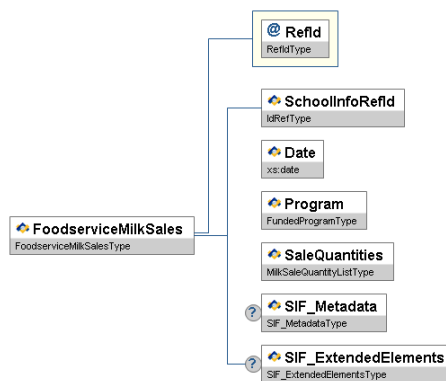 @ RefId
RefIdType
SchoolInfoRefId
IdRefType
Date
xs:date
Program
FundedProgramType
FoodserviceMilkSales
FoodserviceMilkSalesType
SaleQuantities
MilkSaleQuantityListType
? SIF_Metadata
SIF_MetadataType
? SIF_ExtendedElements
SIF_ExtendedElementsType